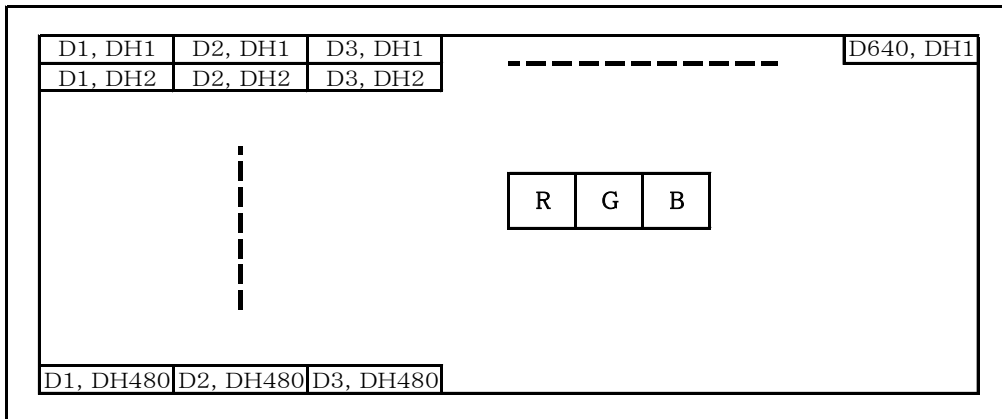 D1, DH1 D2, DH1 D3, DH1 D640, DH1
D1, DH2 D2, DH2 D3, DH2
R G B
D1, DH480 D2, DH480 D3, DH480